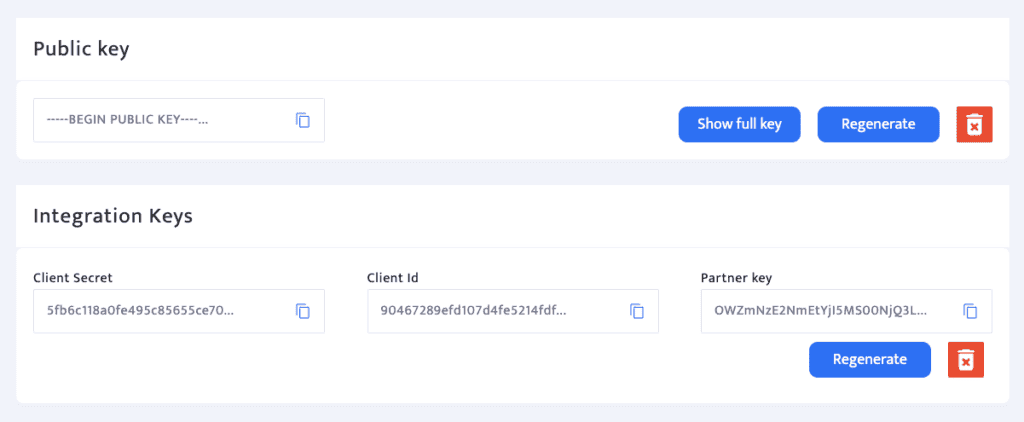 Public key
-----BEGIN PUBLIC KEY----...
Show full key
Regenerate
Integration Keys
Client Secret
Client Id
Partner key
5fb6c118a0fe495c85655ce70...
90467289efd107d4fe5214fdf...
OWZmNzE2NmEtYjI5MS00NjQ3L...
Regenerate